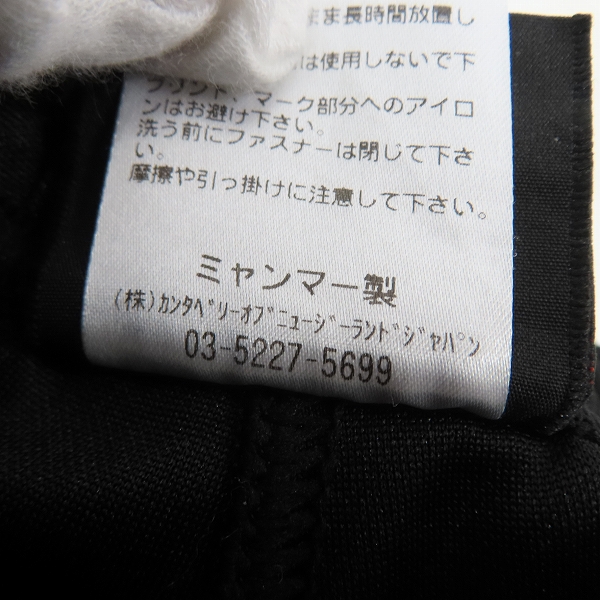 まま長時間放置し
は使用しないで下
プリント、マーク部分へのアイロ
ンはお避け下さい。
洗う前にファスナーは閉じて下さ
い。
摩擦や引っ掛けに注意して下さい。
ミャンマー製
(株)ｶﾝﾀﾍﾞﾘｰｵﾌﾞﾆｭｰｼﾞｰﾗﾝﾄﾞｼﾞｬﾊﾟﾝ
03-5227-5699